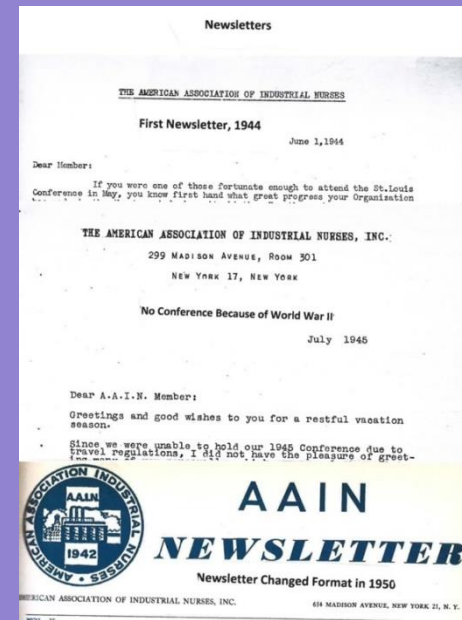 Newsletters
THE AMERICAN ASSOCIATION OF INDUSTRIAL NURSES
First Newsletter, 1944
June 1,1944
Dear Member:
If you were one of those fortunate enough to attend the St.Louis
Conference in May, you know first hand what great progress your Organization
THE AMERICAN ASSOCIATION OF INDUSTRIAL NURSES, INC.
299 MADISON AVENUE, ROOM 301
NEW YORK 17, NEW YORK
No Conference Because of World War II
July 1945
Dear A.A.I.N. Member:
Greetings and good wishes to you for a restful vacation
season.
Since we were unable to hold our 1945 Conference due to
travel regulations, I did not have the pleasure of greet-
AMERICAN ASSOCIATION INDUSTRIAL NURSES
A.A.I.N.
1942
AAIN
NEWSLETTER
Newsletter Changed Format in 1950
AMERICAN ASSOCIATION OF INDUSTRIAL NURSES, INC.
654 MADISON AVENUE, NEW YORK 21, N. Y.